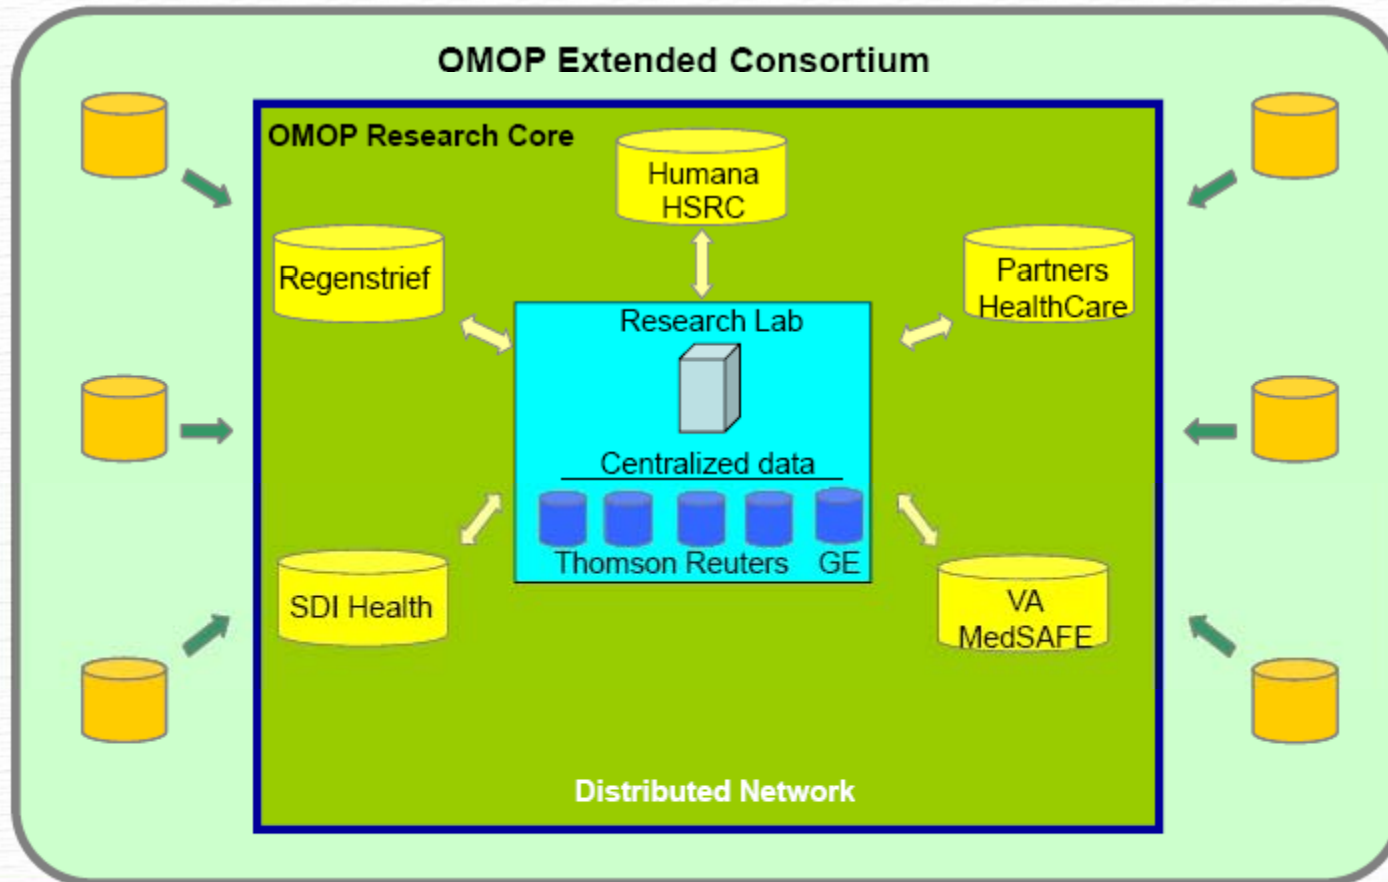 OMOP Extended Consortium
OMOP Research Core
Humana
HSRC
Regenstrief
Partners
HealthCare
Research Lab
Centralized data
Thomson Reuters GE
SDI Health
VA
MedSAFE
Distributed Network